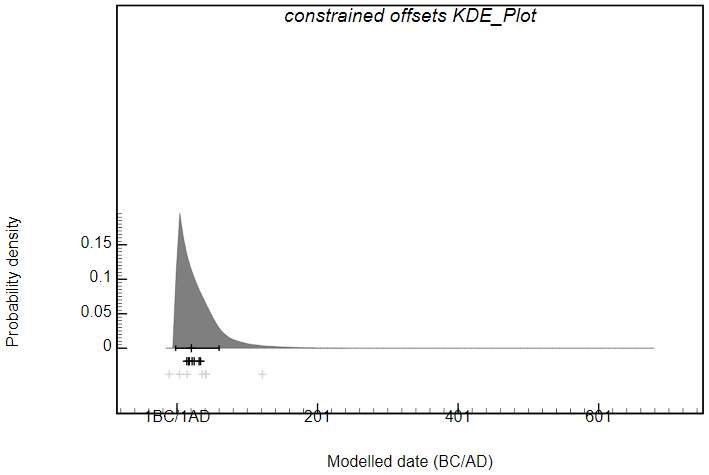 constrained offsets KDE_Plot
Probability density
0.15
0.1
0.05
0
1BC/1AD 201 401 601
Modelled date (BC/AD)